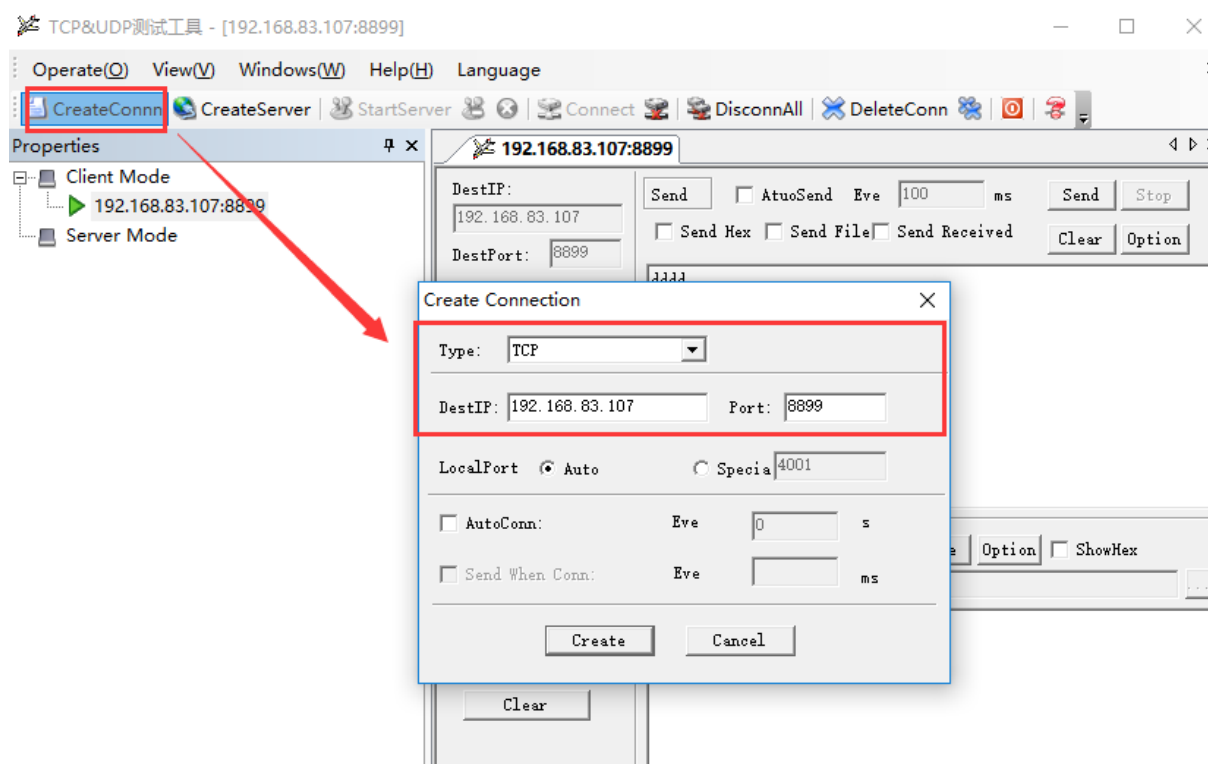 TCP&UDP测试工具 - [192.168.83.107:8899]
Operate(O) View(V) Windows(W) Help(H) Language
CreateConnn CreateServer StartServer Connect DisconnAll DeleteConn
Properties
192.168.83.107:8899
Client Mode
192.168.83.107:8899
Server Mode
DestIP:
192.168.83.107
DestPort:
8899
Send AtuoSend Eve 100 ms Send Stop
Send Hex Send File Send Received Clear Option
dddd
Create Connection
Type: TCP
DestIP: 192.168.83.107 Port: 8899
LocalPort Auto Specia 4001
AutoConn: Eve 0 s
Send When Conn: Eve ms
Create Cancel
Option ShowHex
...
Clear